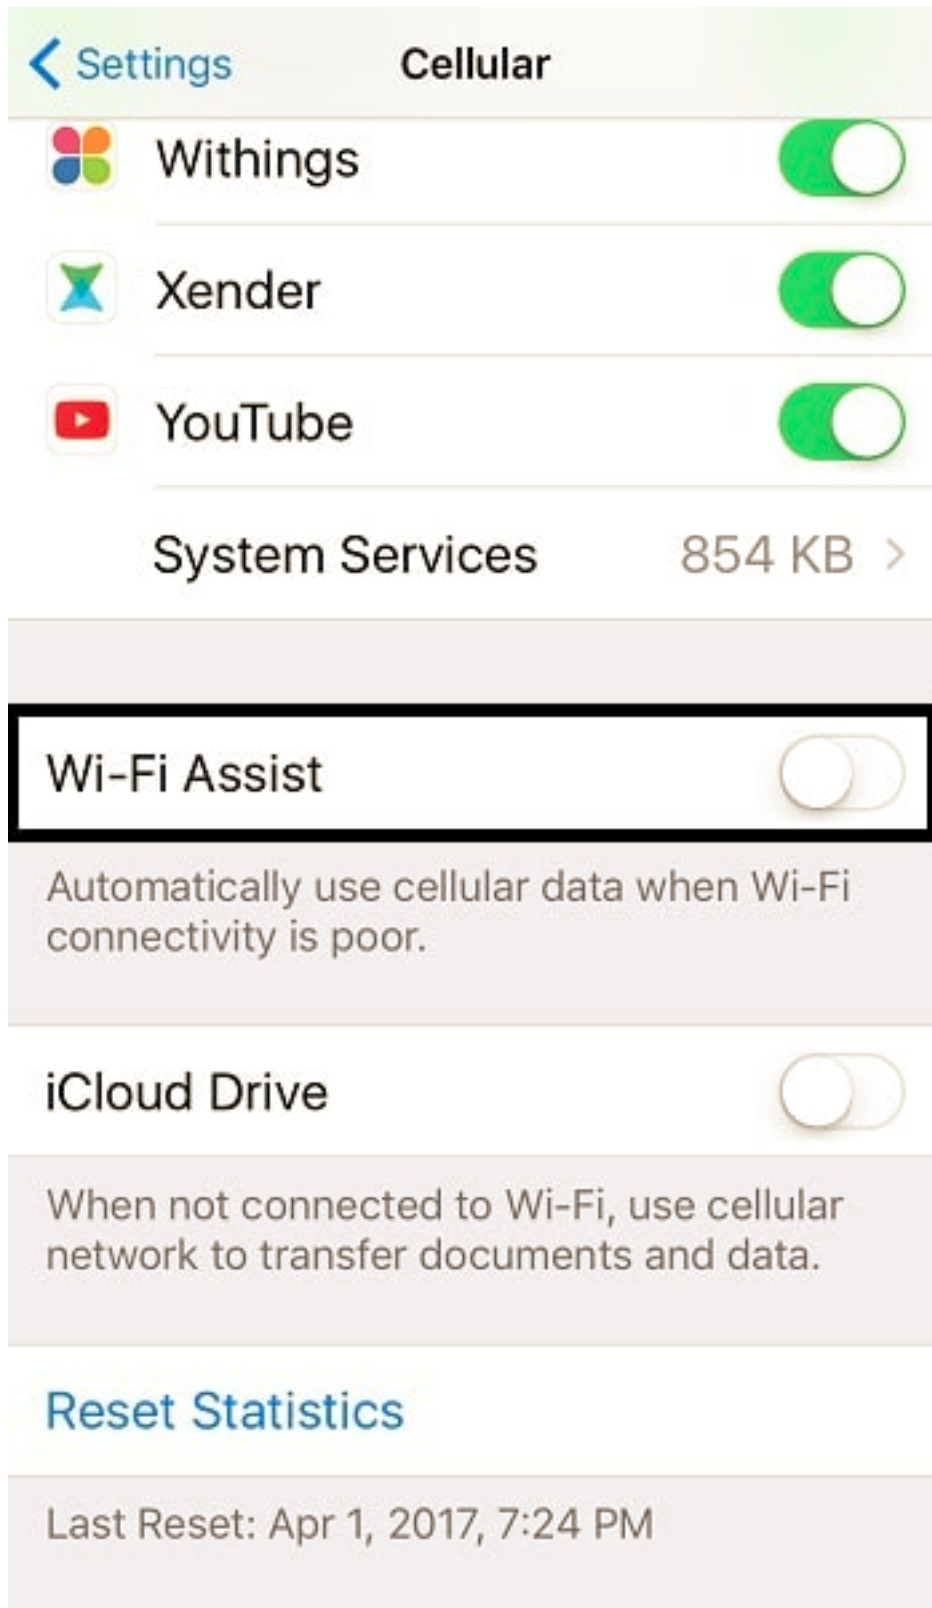 Settings
Cellular
Withings
Xender
YouTube
System Services 854 KB
Wi-Fi Assist
Automatically use cellular data when Wi-Fi
connectivity is poor.
iCloud Drive
When not connected to Wi-Fi, use cellular
network to transfer documents and data.
Reset Statistics
Last Reset: Apr 1, 2017, 7:24 PM